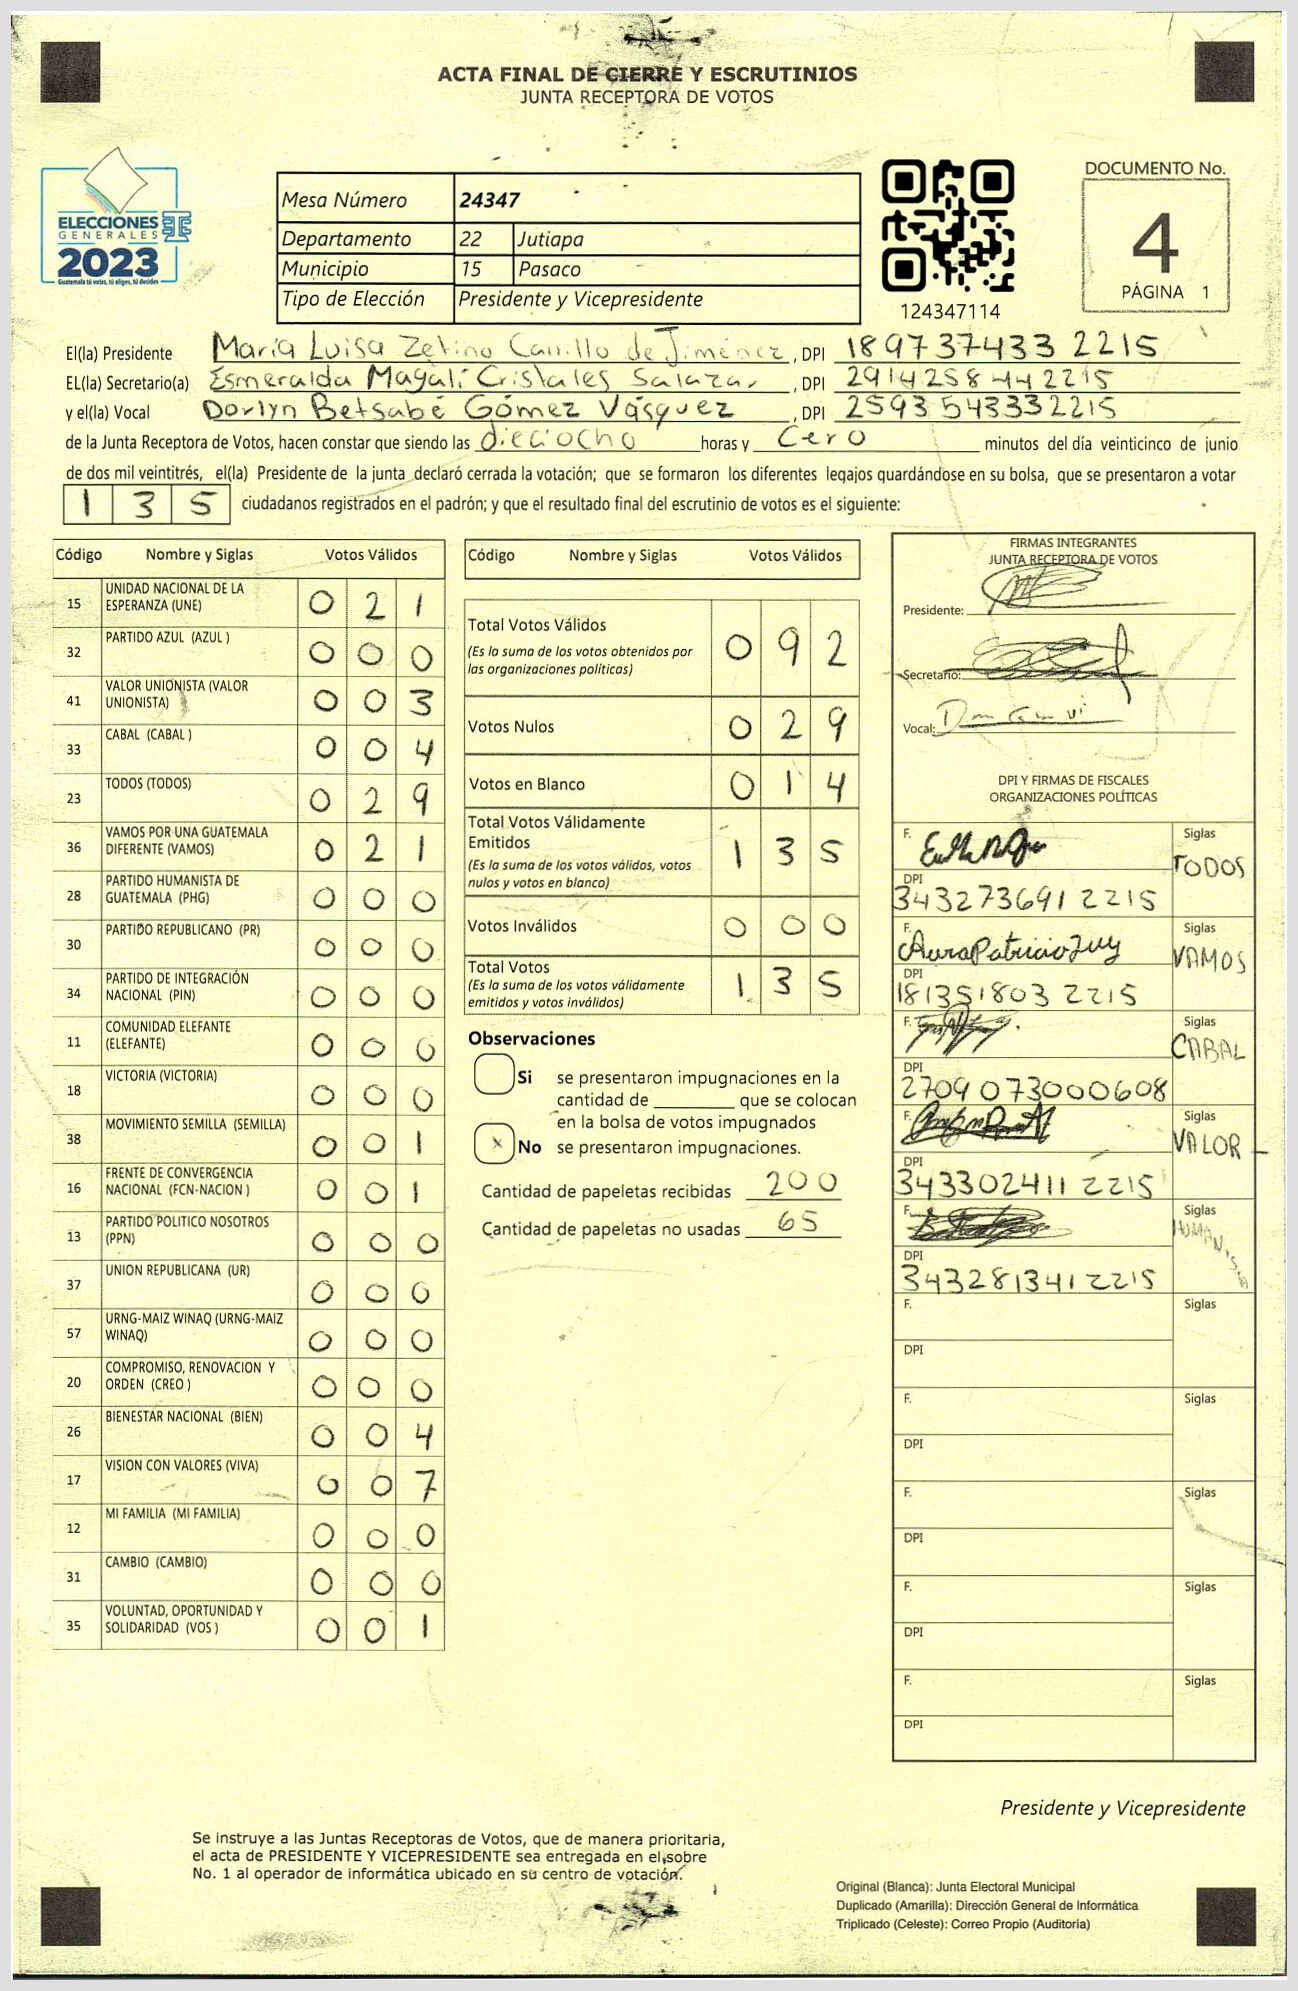 ACTA FINAL DE CIERRE Y ESCRUTINIOS
JUNTA RECEPTORA DE VOTOS
ELECCIONES
GENERALES
2023
Guatemala tú votas, tú eliges, tú decides
Mesa Número 24347
Departamento 22 Jutiapa
Municipio 15 Pasaco
Tipo de Elección Presidente y Vicepresidente
124347114
DOCUMENTO No.
4
PÁGINA 1
El(la) Presidente María Luisa Zetino Carrillo de Jiménez, DPI 189737433 2215
EL(la) Secretario(a) Esmeralda Magalí Cristales Salazar, DPI 2914258442215
y el(la) Vocal Dorlyn Betsabé Gómez Vásquez, DPI 2593543332215
de la Junta Receptora de Votos, hacen constar que siendo las dieciocho horas y Cero minutos del día veinticinco de junio
de dos mil veintitrés, el(la) Presidente de la junta declaró cerrada la votación; que se formaron los diferentes legajos guardándose en su bolsa, que se presentaron a votar
1 3 5 ciudadanos registrados en el padrón; y que el resultado final del escrutinio de votos es el siguiente:
Código Nombre y Siglas Votos Válidos
15 UNIDAD NACIONAL DE LA ESPERANZA (UNE) 0 2 1
32 PARTIDO AZUL (AZUL ) 0 0 0
41 VALOR UNIONISTA (VALOR UNIONISTA) 0 0 3
33 CABAL (CABAL ) 0 0 4
23 TODOS (TODOS) 0 2 9
36 VAMOS POR UNA GUATEMALA DIFERENTE (VAMOS) 0 2 1
28 PARTIDO HUMANISTA DE GUATEMALA (PHG) 0 0 0
30 PARTIDO REPUBLICANO (PR) 0 0 0
34 PARTIDO DE INTEGRACIÓN NACIONAL (PIN) 0 0 0
11 COMUNIDAD ELEFANTE (ELEFANTE) 0 0 0
18 VICTORIA (VICTORIA) 0 0 0
38 MOVIMIENTO SEMILLA (SEMILLA) 0 0 1
16 FRENTE DE CONVERGENCIA NACIONAL (FCN-NACION ) 0 0 1
13 PARTIDO POLITICO NOSOTROS (PPN) 0 0 0
37 UNION REPUBLICANA (UR) 0 0 0
57 URNG-MAIZ WINAQ (URNG-MAIZ WINAQ) 0 0 0
20 COMPROMISO, RENOVACION Y ORDEN (CREO ) 0 0 0
26 BIENESTAR NACIONAL (BIEN) 0 0 4
17 VISION CON VALORES (VIVA) 0 0 7
12 MI FAMILIA (MI FAMILIA) 0 0 0
31 CAMBIO (CAMBIO) 0 0 0
35 VOLUNTAD, OPORTUNIDAD Y SOLIDARIDAD (VOS ) 0 0 1
Código Nombre y Siglas Votos Válidos
Total Votos Válidos 0 9 2
(Es la suma de los votos obtenidos por
las organizaciones políticas)
Votos Nulos 0 2 9
Votos en Blanco 0 1 4
Total Votos Válidamente
Emitidos 1 3 5
(Es la suma de los votos válidos, votos
nulos y votos en blanco)
Votos Inválidos 0 0 0
Total Votos 1 3 5
(Es la suma de los votos válidamente
emitidos y votos inválidos)
Observaciones
Si se presentaron impugnaciones en la
cantidad de ________ que se colocan
en la bolsa de votos impugnados
x No se presentaron impugnaciones.
Cantidad de papeletas recibidas 200
Cantidad de papeletas no usadas 65
FIRMAS INTEGRANTES
JUNTA RECEPTORA DE VOTOS
Presidente:
Secretario:
Vocal:
DPI Y FIRMAS DE FISCALES
ORGANIZACIONES POLÍTICAS
F. Siglas
TODOS
DPI
343273691 2215
F. Siglas
VAMOS
DPI
181351803 2215
F. Siglas
CABAL
DPI
2709073000608
F. Siglas
VALOR
DPI
343302411 2215
F. Siglas
DPI
343281341 2215
F. Siglas
DPI
F. Siglas
DPI
F. Siglas
DPI
F. Siglas
DPI
F. Siglas
DPI
Presidente y Vicepresidente
Se instruye a las Juntas Receptoras de Votos, que de manera prioritaria,
el acta de PRESIDENTE Y VICEPRESIDENTE sea entregada en el sobre
No. 1 al operador de informática ubicado en su centro de votación.
Original (Blanca): Junta Electoral Municipal
Duplicado (Amarilla): Dirección General de Informática
Triplicado (Celeste): Correo Propio (Auditoría)